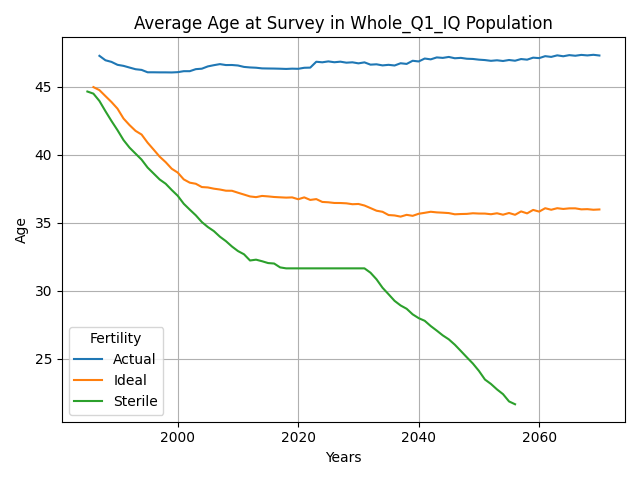 Average Age at Survey in Whole_Q1_IQ Population
Age
45
40
35
30
25
Fertility
Actual
Ideal
Sterile
2000
2020
2040
2060
Years